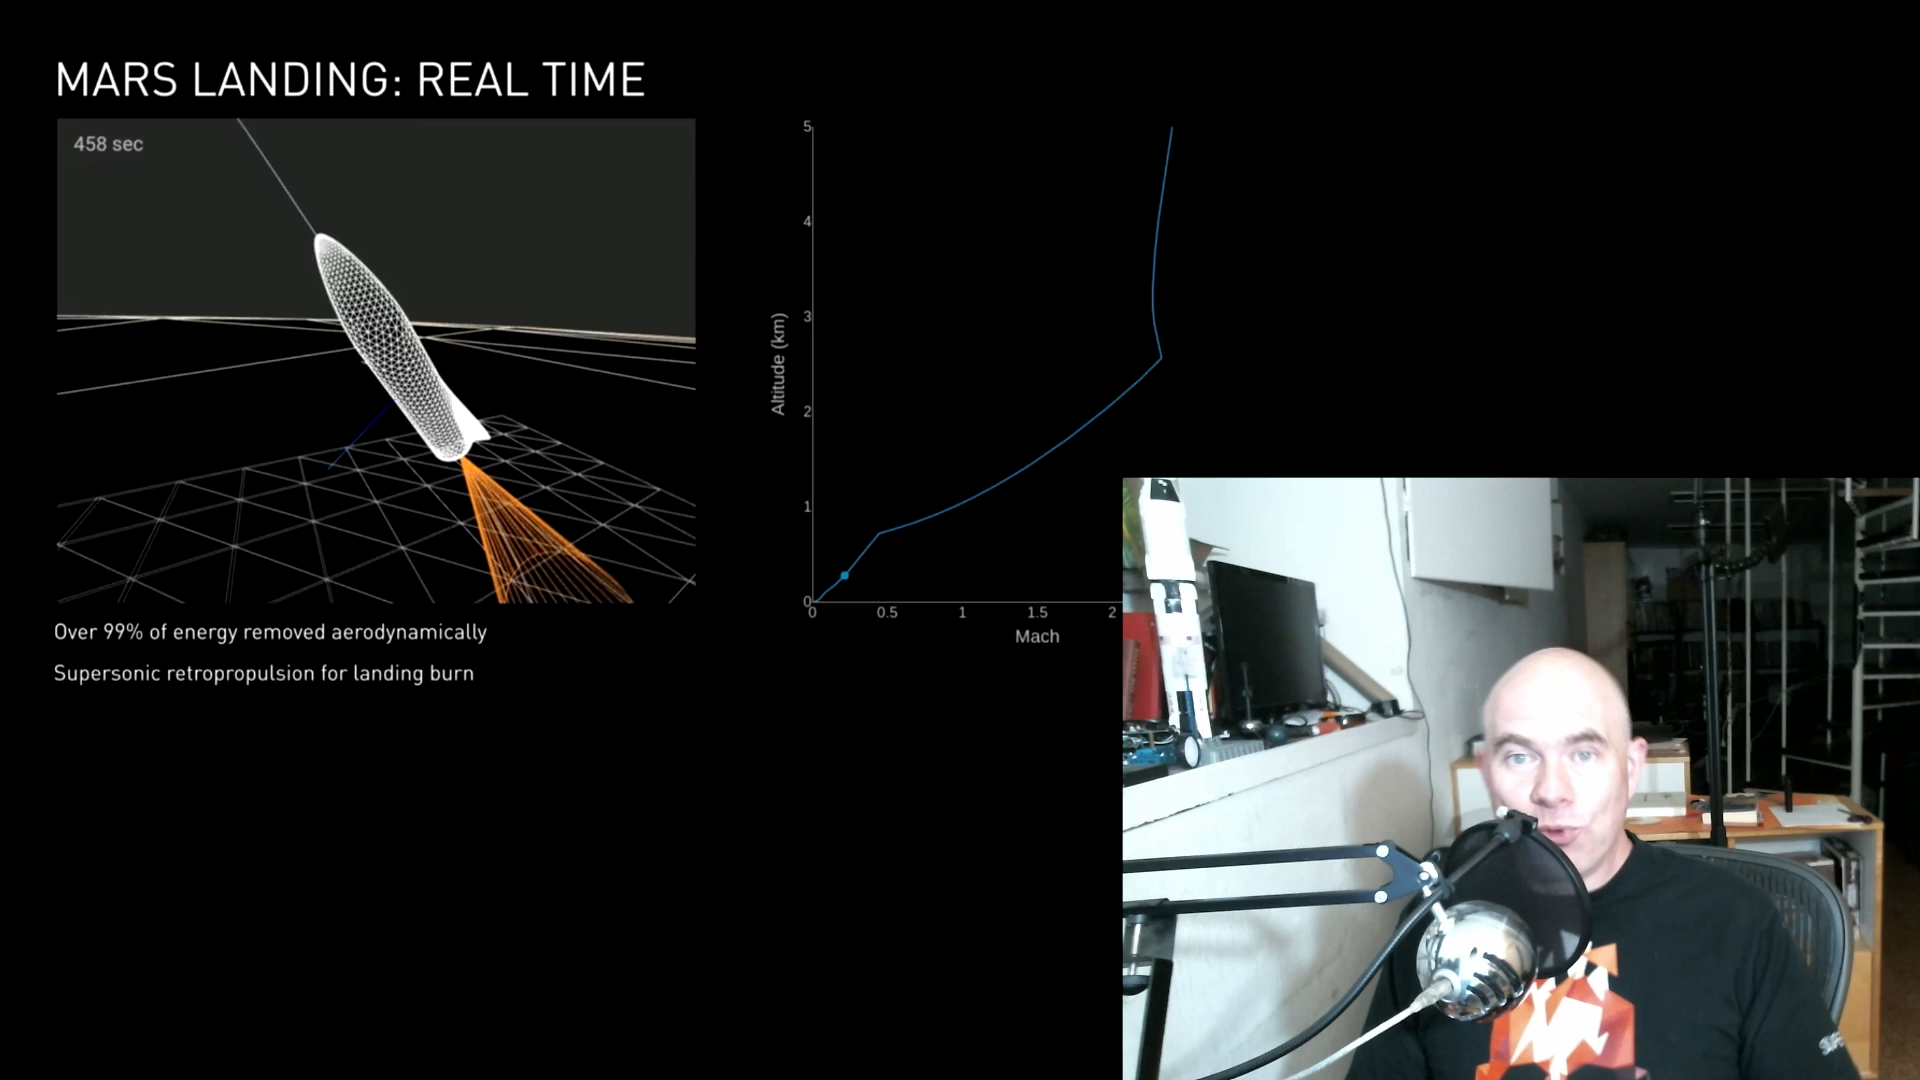 MARS LANDING: REAL TIME
458 sec
5
4
3
2
1
0
Altitude (km)
0 0.5 1 1.5 2
Mach
Over 99% of energy removed aerodynamically
Supersonic retropropulsion for landing burn